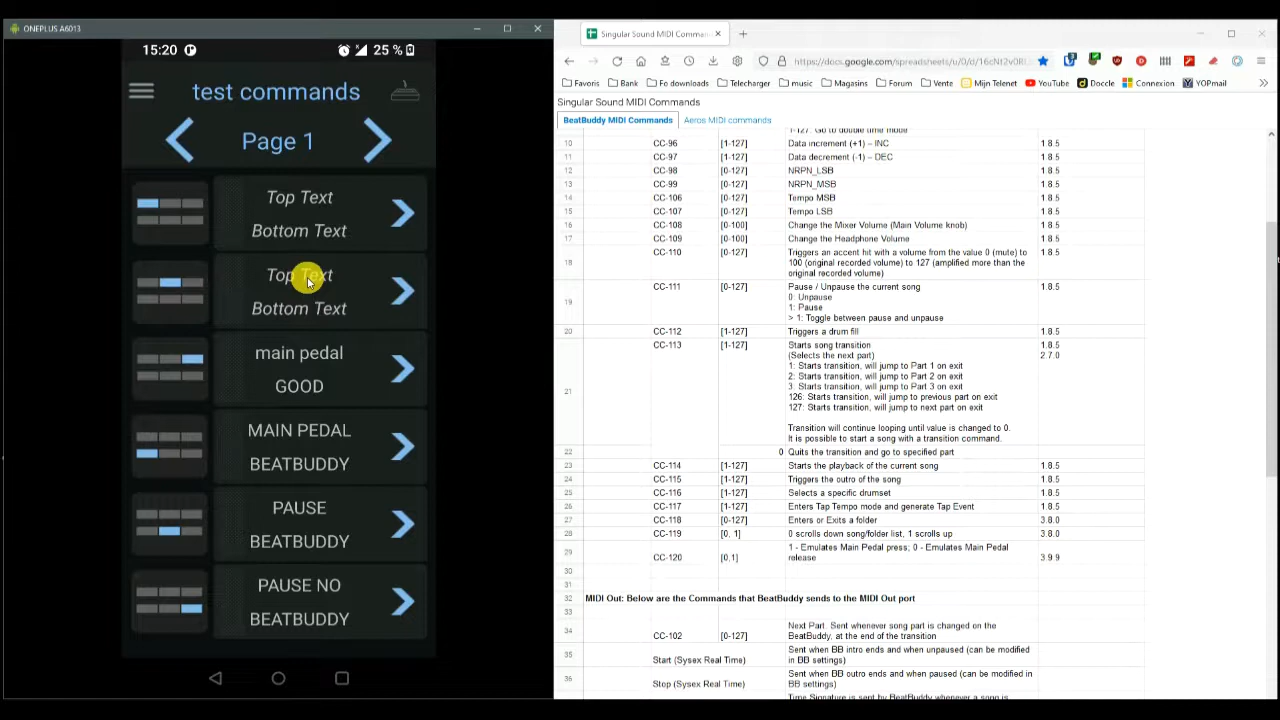 ONEPLUS A6013
15:20
25 %
test commands
Page 1
Top Text
Bottom Text
Top Text
Bottom Text
main pedal
GOOD
MAIN PEDAL
BEATBUDDY
PAUSE
BEATBUDDY
PAUSE NO
BEATBUDDY
Singular Sound MIDI Comman
https://docs.google.com/spreadsheets/u/0/d/
Favoris Bank Fo downloads Telecharger music Magasins Forum Vente Mijn Telenet YouTube Doccle Connexion YOPmail
Singular Sound MIDI Commands
BeatBuddy MIDI Commands Aeros MIDI commands
1-127: Go to double time mode
10 CC-96 [1-127] Data increment (+1) – INC 1.8.5
11 CC-97 [1-127] Data decrement (-1) – DEC 1.8.5
12 CC-98 [0-127] NRPN_LSB 1.8.5
13 CC-99 [0-127] NRPN_MSB 1.8.5
14 CC-106 [0-127] Tempo MSB 1.8.5
15 CC-107 [0-127] Tempo LSB 1.8.5
16 CC-108 [0-100] Change the Mixer Volume (Main Volume knob) 1.8.5
17 CC-109 [0-100] Change the Headphone Volume 1.8.5
18 CC-110 [0-127] Triggers an accent hit with a volume from the value 0 (mute) to 1.8.5
100 (original recorded volume) to 127 (amplified more than the
original recorded volume)
19 CC-111 [0-127] Pause / Unpause the current song 1.8.5
0: Unpause
1: Pause
> 1: Toggle between pause and unpause
20 CC-112 [1-127] Triggers a drum fill 1.8.5
21 CC-113 [1-127] Starts song transition 1.8.5
(Selects the next part) 2.7.0
1: Starts transition, will jump to Part 1 on exit
2: Starts transition, will jump to Part 2 on exit
3: Starts transition, will jump to Part 3 on exit
126: Starts transition, will jump to previous part on exit
127: Starts transition, will jump to next part on exit
Transition will continue looping until value is changed to 0.
It is possible to start a song with a transition command.
22 0 Quits the transition and go to specified part
23 CC-114 [1-127] Starts the playback of the current song 1.8.5
24 CC-115 [1-127] Triggers the outro of the song 1.8.5
25 CC-116 [1-127] Selects a specific drumset 1.8.5
26 CC-117 [1-127] Enters Tap Tempo mode and generate Tap Event 1.8.5
27 CC-118 [0-127] Enters or Exits a folder 3.8.0
28 CC-119 [0, 1] 0 scrolls down song/folder list, 1 scrolls up 3.8.0
29 CC-120 [0,1] 1 - Emulates Main Pedal press; 0 - Emulates Main Pedal
release 3.9.9
30
31
32 MIDI Out: Below are the Commands that BeatBuddy sends to the MIDI Out port
33
34 CC-102 [0-127] Next Part. Sent whenever song part is changed on the
BeatBuddy, at the end of the transition
35 Start (Sysex Real Time) Sent when BB intro ends and when unpaused (can be modified
in BB settings)
36 Stop (Sysex Real Time) Sent when BB outro ends and when paused (can be modified in
BB settings)
Time Signature is sent by BeatBuddy whenever a song is